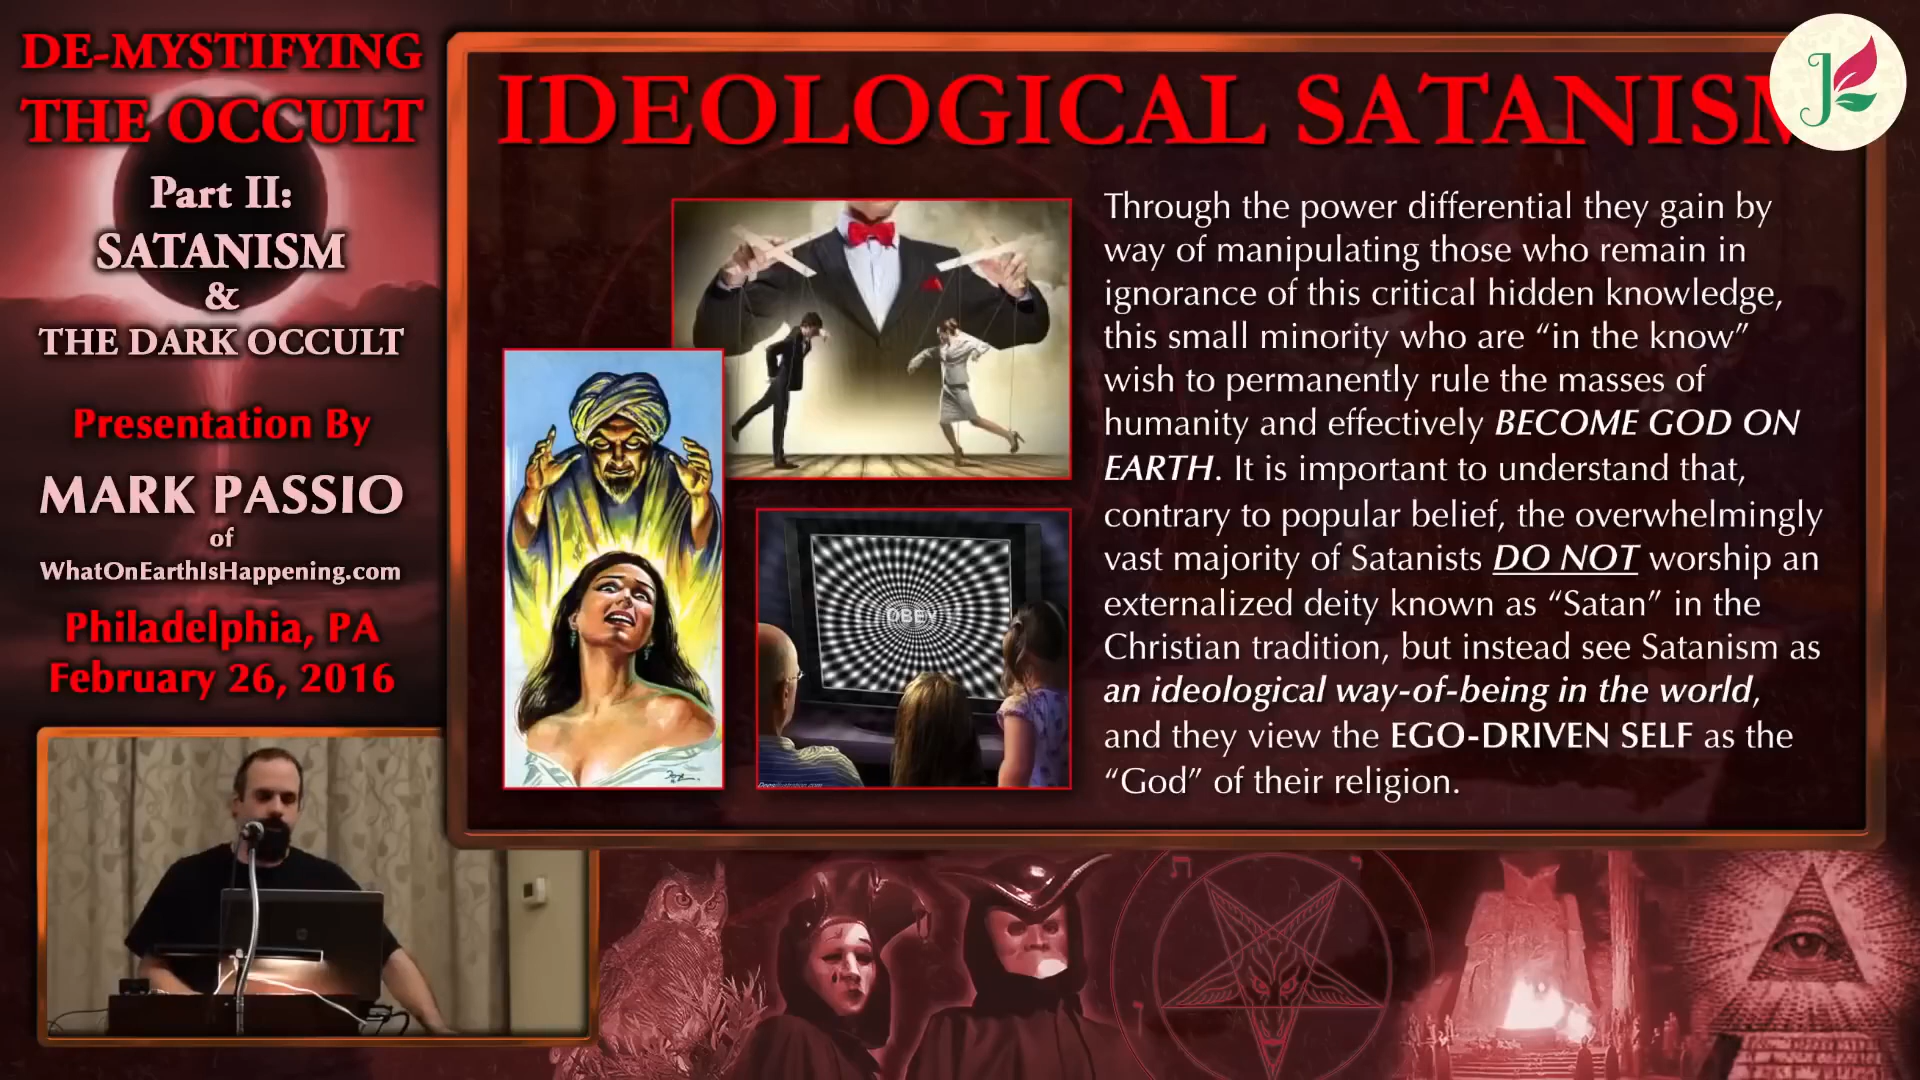 DE-MYSTIFYING
THE OCCULT
Part II:
SATANISM
&
THE DARK OCCULT
Presentation By
MARK PASSIO
of
WhatOnEarthIsHappening.com
Philadelphia, PA
February 26, 2016
IDEOLOGICAL SATANISM
Through the power differential they gain by
way of manipulating those who remain in
ignorance of this critical hidden knowledge,
this small minority who are “in the know”
wish to permanently rule the masses of
humanity and effectively BECOME GOD ON
EARTH. It is important to understand that,
contrary to popular belief, the overwhelmingly
vast majority of Satanists DO NOT worship an
externalized deity known as “Satan” in the
Christian tradition, but instead see Satanism as
an ideological way-of-being in the world,
and they view the EGO-DRIVEN SELF as the
“God” of their religion.
OBEY
J